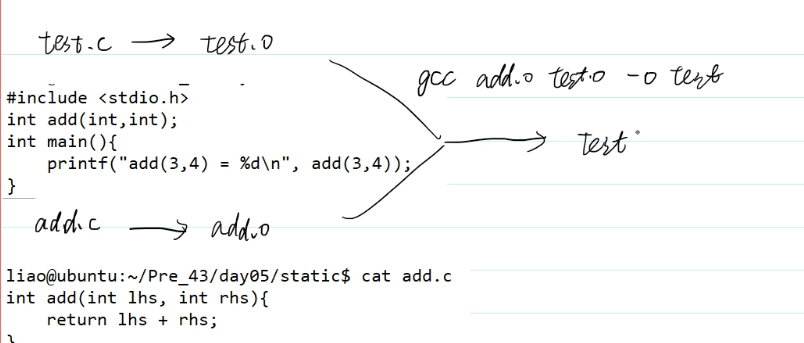 test.c → test.o
gcc add.o test.o -o test
#include <stdio.h>
int add(int,int);
int main(){
    printf("add(3,4) = %d\n", add(3,4));
}
test
add.c → add.o
liao@ubuntu:~/Pre_43/day05/static$ cat add.c
int add(int lhs, int rhs){
    return lhs + rhs;
}